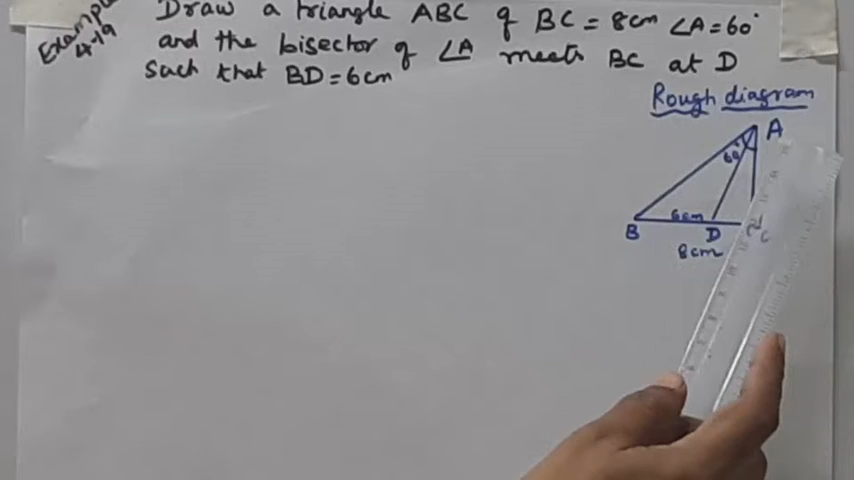 Example 4.19
Draw a triangle ABC of BC = 8cm ∠A = 60°
and the bisector of ∠A meets BC at D
such that BD = 6cm
Rough diagram
A
60°
6cm
B D C
8cm